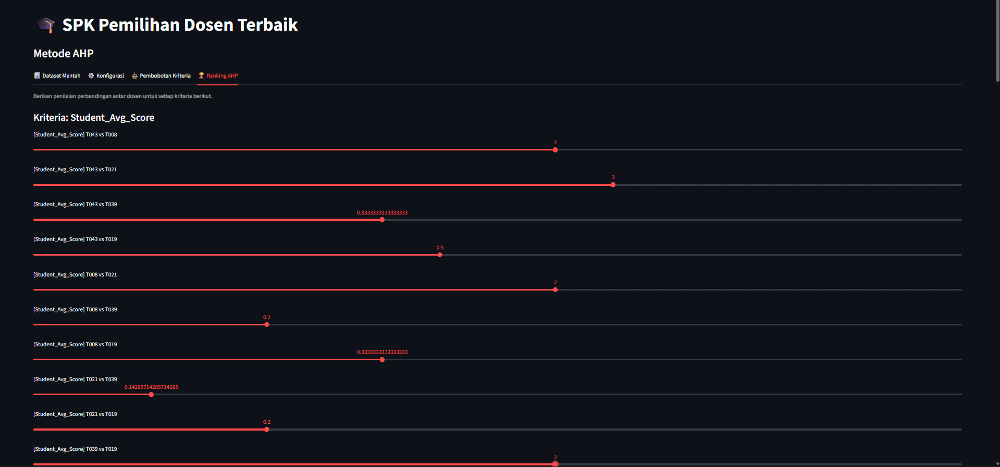 SPK Pemilihan Dosen Terbaik
Metode AHP
Dataset Mentah Konfigurasi Pembobotan Kriteria Ranking AHP
Berikan penilaian perbandingan antar dosen untuk setiap kriteria berikut.
Kriteria: Student_Avg_Score
[Student_Avg_Score] T043 vs T008
2
[Student_Avg_Score] T043 vs T021
3
[Student_Avg_Score] T043 vs T039
0.3333333333333333
[Student_Avg_Score] T043 vs T019
0.5
[Student_Avg_Score] T008 vs T021
2
[Student_Avg_Score] T008 vs T039
0.2
[Student_Avg_Score] T008 vs T019
0.3333333333333333
[Student_Avg_Score] T021 vs T039
0.14285714285714285
[Student_Avg_Score] T021 vs T019
0.2
[Student_Avg_Score] T039 vs T019
2